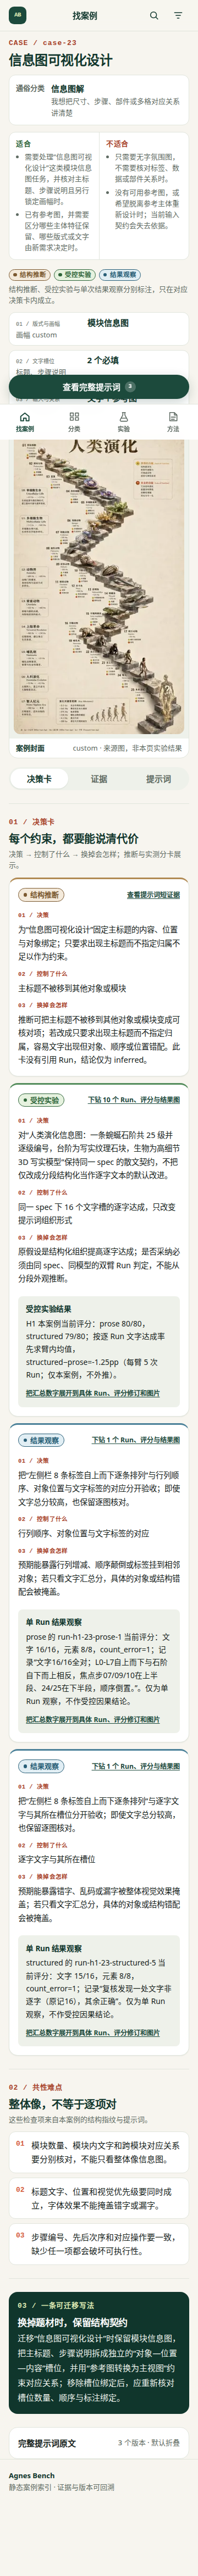 AB
找案例
CASE / case-23
信息图可视化设计
通俗分类
信息图解
我想把尺寸、步骤、部件或多格对应关系讲清楚
适合
需要处理“信息图可视化设计”这类模块信息图任务，并核对主标题、步骤说明且另行锁定画幅时。
已有参考图，并需要区分哪些主体特征保留、哪些版式或文字由新需求决定时。
不适合
只需要无字氛围图，不需要核对标签、数据或部件关系时。
没有可用参考图，或希望脱离参考主体重新设计时；当前输入契约会失去依据。
结构推断
受控实验
结果观察
结构推断、受控实验与单次结果观察分别标注，只在对应决策卡内成立。
01 / 版式与画幅
模块信息图
画幅 custom
02 / 文字槽位
2 个必填
查看完整提示词
3
找案例
分类
实验
方法
人类演化
案例封面
custom · 来源图，非本页实验结果
决策卡
证据
提示词
01 / 决策卡
每个约束，都要能说清代价
决策 → 控制了什么 → 换掉会怎样；推断与实测分卡展示。
结构推断
查看提示词短证据
01 / 决策
为“信息图可视化设计”固定主标题的内容、位置与对象绑定；只要求出现主标题而不指定归属不足以作为约束。
02 / 控制了什么
主标题不被移到其他对象或模块
03 / 换掉会怎样
推断可把主标题不被移到其他对象或模块变成可核对项；若改成只要求出现主标题而不指定归属，容易文字出现但对象、顺序或位置错配。此卡没有引用 Run，结论仅为 inferred。
受控实验
下钻 10 个 Run、评分与结果图
01 / 决策
对“人类演化信息图：一条蜿蜒石阶共 25 级并逐级编号，台阶为写实纹理石块，生物为高细节 3D 写实模型”保持同一 spec 的散文契约，不把仅改成分段结构当作逐字文本的默认改进。
02 / 控制了什么
同一 spec 下 16 个文字槽的逐字达成，只改变提示词组织形式
03 / 换掉会怎样
原假设是结构化组织提高逐字达成；是否采纳必须由同 spec、同模型的双臂 Run 判定，不能从分段外观推断。
受控实验结果
H1 本案例当前评分：prose 80/80，structured 79/80；按逐 Run 文字达成率先求臂内均值，structured−prose=-1.25pp（每臂 5 次 Run；仅本案例，不外推）。
把汇总数字展开到具体 Run、评分修订和图片
结果观察
下钻 1 个 Run、评分与结果图
01 / 决策
把“左侧栏 8 条标签自上而下逐条排列”与行列顺序、对象位置与文字标签的对应分开验收；即使文字总分较高，也保留逐图核对。
02 / 控制了什么
行列顺序、对象位置与文字标签的对应
03 / 换掉会怎样
预期能暴露行列增减、顺序颠倒或标签挂到相邻对象；若只看文字汇总分，具体的对象或结构错配会被掩盖。
单 Run 结果观察
prose 的 run-h1-23-prose-1 当前评分：文字 16/16，元素 8/8，count_error=1；记录“文字16/16全对；L0-L7自上而下与石阶自下而上相反，焦点步07/09/10在上半段、24/25在下半段，顺序倒置。”。仅为单 Run 观察，不作受控因果结论。
把汇总数字展开到具体 Run、评分修订和图片
结果观察
下钻 1 个 Run、评分与结果图
01 / 决策
把“左侧栏 8 条标签自上而下逐条排列”与逐字文字与其所在槽位分开验收；即使文字总分较高，也保留逐图核对。
02 / 控制了什么
逐字文字与其所在槽位
03 / 换掉会怎样
预期能暴露错字、乱码或漏字被整体视觉效果掩盖；若只看文字汇总分，具体的对象或结构错配会被掩盖。
单 Run 结果观察
structured 的 run-h1-23-structured-5 当前评分：文字 15/16，元素 8/8，count_error=1；记录“复核发现一处文字非逐字（原记16），其余正确”。仅为单 Run 观察，不作受控因果结论。
把汇总数字展开到具体 Run、评分修订和图片
02 / 共性难点
整体像，不等于逐项对
这些检查项来自本案例的结构指纹与提示词。
01
模块数量、模块内文字和跨模块对应关系要分别核对，不能只看整体像信息图。
02
标题文字、位置和视觉优先级要同时成立，字体效果不能掩盖错字或漏字。
03
步骤编号、先后次序和对应操作要一致，缺少任一项都会破坏可执行性。
03 / 一条可迁移写法
换掉题材时，保留结构契约
迁移“信息图可视化设计”时保留模块信息图，把主标题、步骤说明拆成独立的“对象—位置—内容”槽位，并用“参考图转换为主视图”约束对应关系；移除槽位绑定后，应重新核对槽位数量、顺序与标注绑定。
完整提示词原文
3 个版本 · 默认折叠
Agnes Bench
静态案例索引 · 证据与版本可回溯